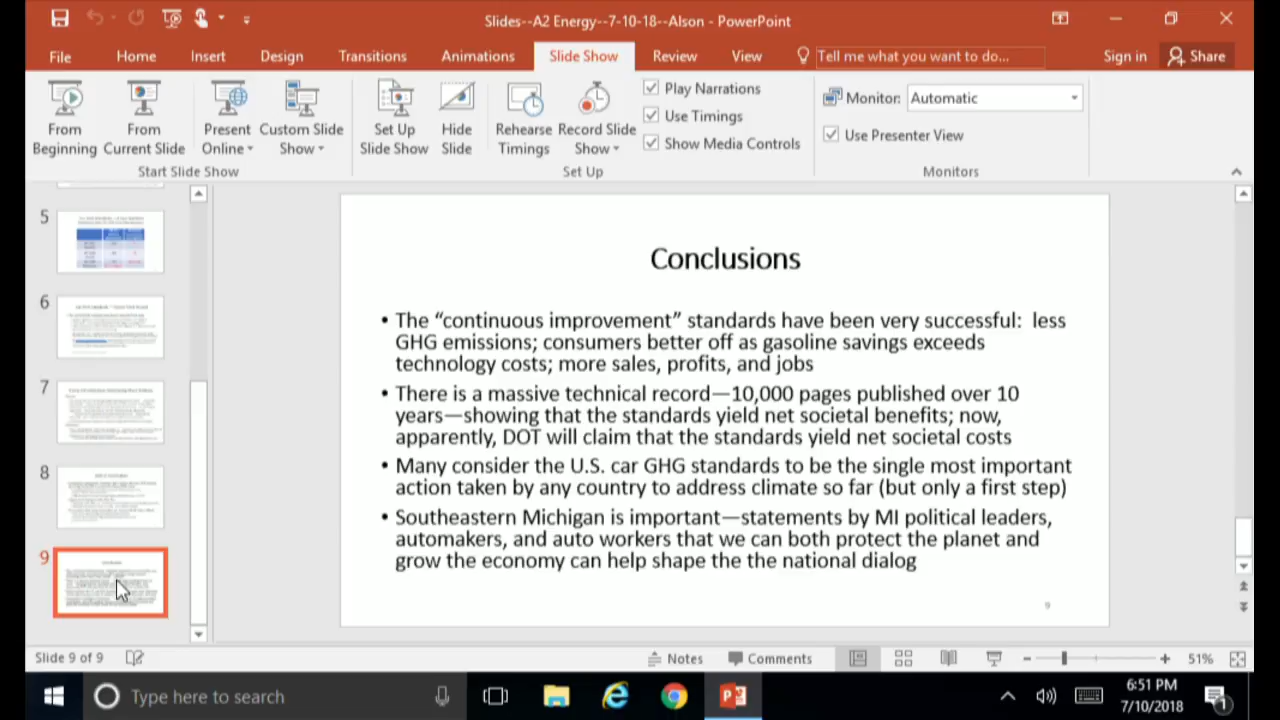 Slides--A2 Energy--7-10-18--Alson - PowerPoint
File Home Insert Design Transitions Animations Slide Show Review View Tell me what you want to do... Sign in Share
From Beginning
From Current Slide
Present Online
Custom Slide Show
Set Up Slide Show
Hide Slide
Rehearse Timings
Record Slide Show
Play Narrations
Use Timings
Show Media Controls
Monitor: Automatic
Use Presenter View
Start Slide Show Set Up Monitors
5
6
7
8
9
Conclusions
• The “continuous improvement” standards have been very successful: less
GHG emissions; consumers better off as gasoline savings exceeds
technology costs; more sales, profits, and jobs
• There is a massive technical record—10,000 pages published over 10
years—showing that the standards yield net societal benefits; now,
apparently, DOT will claim that the standards yield net societal costs
• Many consider the U.S. car GHG standards to be the single most important
action taken by any country to address climate so far (but only a first step)
• Southeastern Michigan is important—statements by MI political leaders,
automakers, and auto workers that we can both protect the planet and
grow the economy can help shape the the national dialog
9
Slide 9 of 9 Notes Comments 51%
Type here to search
6:51 PM
7/10/2018
1